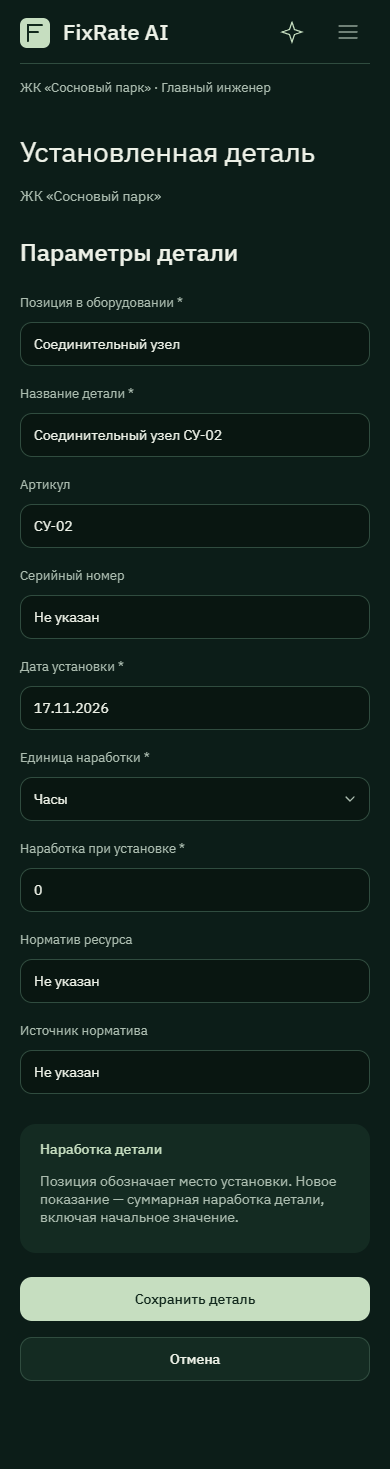 FixRate AI
ЖК «Сосновый парк» · Главный инженер
Установленная деталь
ЖК «Сосновый парк»
Параметры детали
Позиция в оборудовании *
Соединительный узел
Название детали *
Соединительный узел СУ-02
Артикул
СУ-02
Серийный номер
Не указан
Дата установки *
17.11.2026
Единица наработки *
Часы
Наработка при установке *
0
Норматив ресурса
Не указан
Источник норматива
Не указан
Наработка детали
Позиция обозначает место установки. Новое
показание — суммарная наработка детали,
включая начальное значение.
Сохранить деталь
Отмена